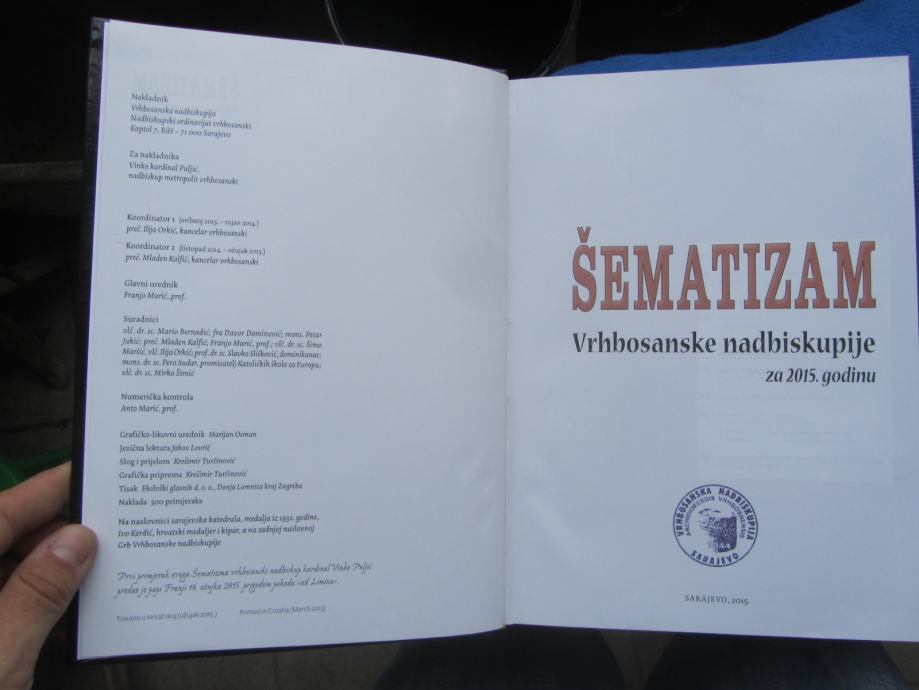 Nakladnik
Vrhbosanska nadbiskupija
Nadbiskupski ordinarijat vrhbosanski
Kaptol 7, BiH – 71 000 Sarajevo
Za nakladnika
Vinko kardinal Puljić,
nadbiskup metropolit vrhbosanski
Koordinator 1 (svibanj 2013. – rujan 2014.)
preč. Ilija Orkić, kancelar vrhbosanski
Koordinator 2 (listopad 2014. – ožujak 2015.)
preč. Mladen Kalfić, kancelar vrhbosanski
Glavni urednik
Franjo Marić, prof.
Suradnici
vlč. dr. sc. Mario Bernadić; fra Davor Dominović; mons. Petar
Jukić; preč. Mladen Kalfić; Franjo Marić, prof.; vlč. dr. sc. Šimo
Maršić, vlč. Ilija Orkić; prof. dr. sc. Slavko Slišković, dominikanac;
mons. dr. sc. Pero Sudar, promicatelj Katoličkih škola za Europu;
vlč. dr. sc. Mirko Šimić
Numerička kontrola
Anto Marić, prof.
Grafičko-likovni urednik Marijan Osman
Jezična lektura Jakov Lovrić
Slog i prijelom Krešimir Turčinović
Grafička priprema Krešimir Turčinović
Tisak Ekološki glasnik d. o. o., Donja Lomnica kraj Zagreba
Naklada 500 primjeraka
Na naslovnici sarajevska katedrala, medalja iz 1932. godine,
Ivo Kerdić, hrvatski medaljer i kipar, a na zadnjoj naslovnoj
Grb Vrhbosanske nadbiskupije
Prvi primjerak ovoga Šematizma vrhbosanski nadbiskup kardinal Vinko Puljić
predao je papi Franji 16. ožujka 2015. prigodom pohoda «ad Limina».
Tiskano u Hrvatskoj (ožujak 2015.) Printed in Croatia (March 2015)
ŠEMATIZAM
Vrhbosanske nadbiskupije
za 2015. godinu
VRHBOSANSKA NADBISKUPIJA
ARCHIDIOECESIS VRHBOSNENSIS
SARAJEVO
SARAJEVO, 2015.